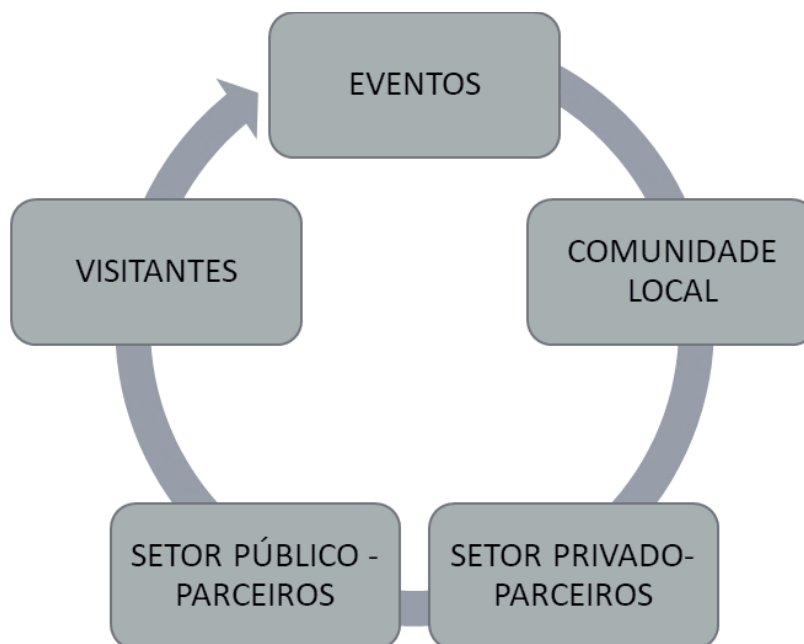 EVENTOS
COMUNIDADE
LOCAL
SETOR PRIVADO-
PARCEIROS
SETOR PÚBLICO -
PARCEIROS
VISITANTES